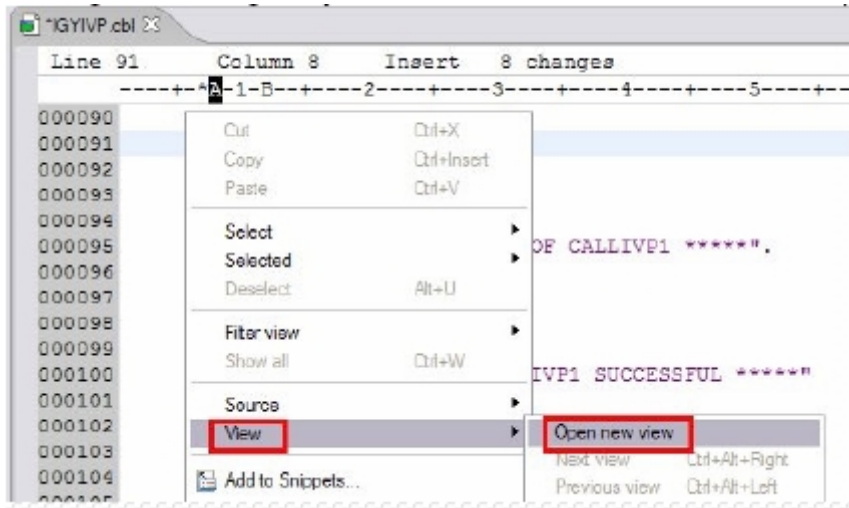 *IGYIVP.cbl
Line 91 Column 8 Insert 8 changes
----+-*A-1-B--+----2----+----3----+----4----+----5----+--
000090
000091
000092
000093
000094
000095 OF CALLIVP1 *****".
000096
000097
000098
000099
000100 IVP1 SUCCESSFUL *****"
000101
000102
000103
000104
Cut Ctrl+X
Copy Ctrl+Insert
Paste Ctrl+V
Select
Selected
Deselect Alt+U
Filter view
Show all Ctrl+W
Source
View
Add to Snippets...
Open new view
Next view Ctrl+Alt+Right
Previous view Ctrl+Alt+Left